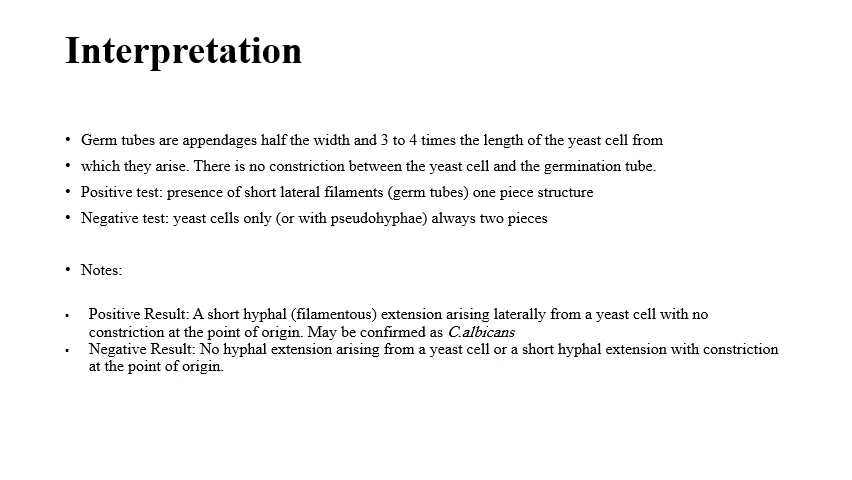 Interpretation
• Germ tubes are appendages half the width and 3 to 4 times the length of the yeast cell from
• which they arise. There is no constriction between the yeast cell and the germination tube.
• Positive test: presence of short lateral filaments (germ tubes) one piece structure
• Negative test: yeast cells only (or with pseudohyphae) always two pieces
• Notes:
▪ Positive Result: A short hyphal (filamentous) extension arising laterally from a yeast cell with no
constriction at the point of origin. May be confirmed as C.albicans
▪ Negative Result: No hyphal extension arising from a yeast cell or a short hyphal extension with constriction
at the point of origin.